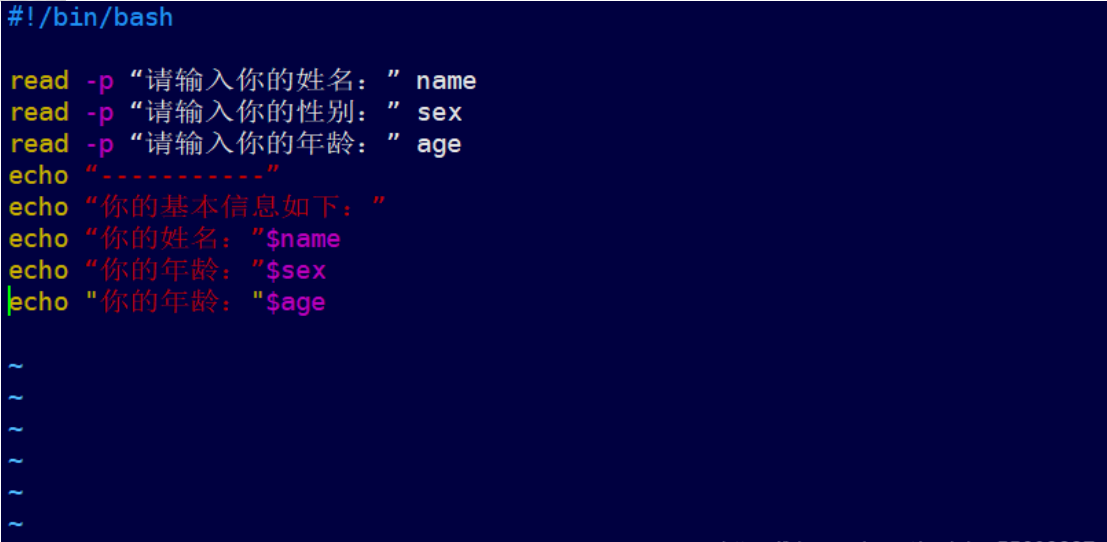 #!/bin/bash
read -p “请输入你的姓名：” name
read -p “请输入你的性别：” sex
read -p “请输入你的年龄：” age
echo “-----------”
echo “你的基本信息如下：”
echo “你的姓名：”$name
echo “你的年龄：”$sex
echo "你的年龄："$age
~
~
~
~
~
~